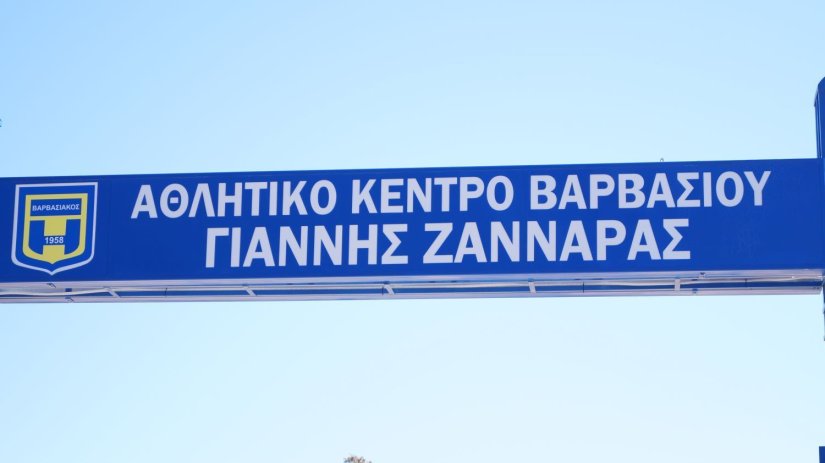 ΑΘΛΗΤΙΚΟ ΚΕΝΤΡΟ ΒΑΡΒΑΣΙΟΥ
ΓΙΑΝΝΗΣ ΖΑΝΝΑΡΑΣ
ΒΑΡΒΑΣΙΑΚΟΣ
1958